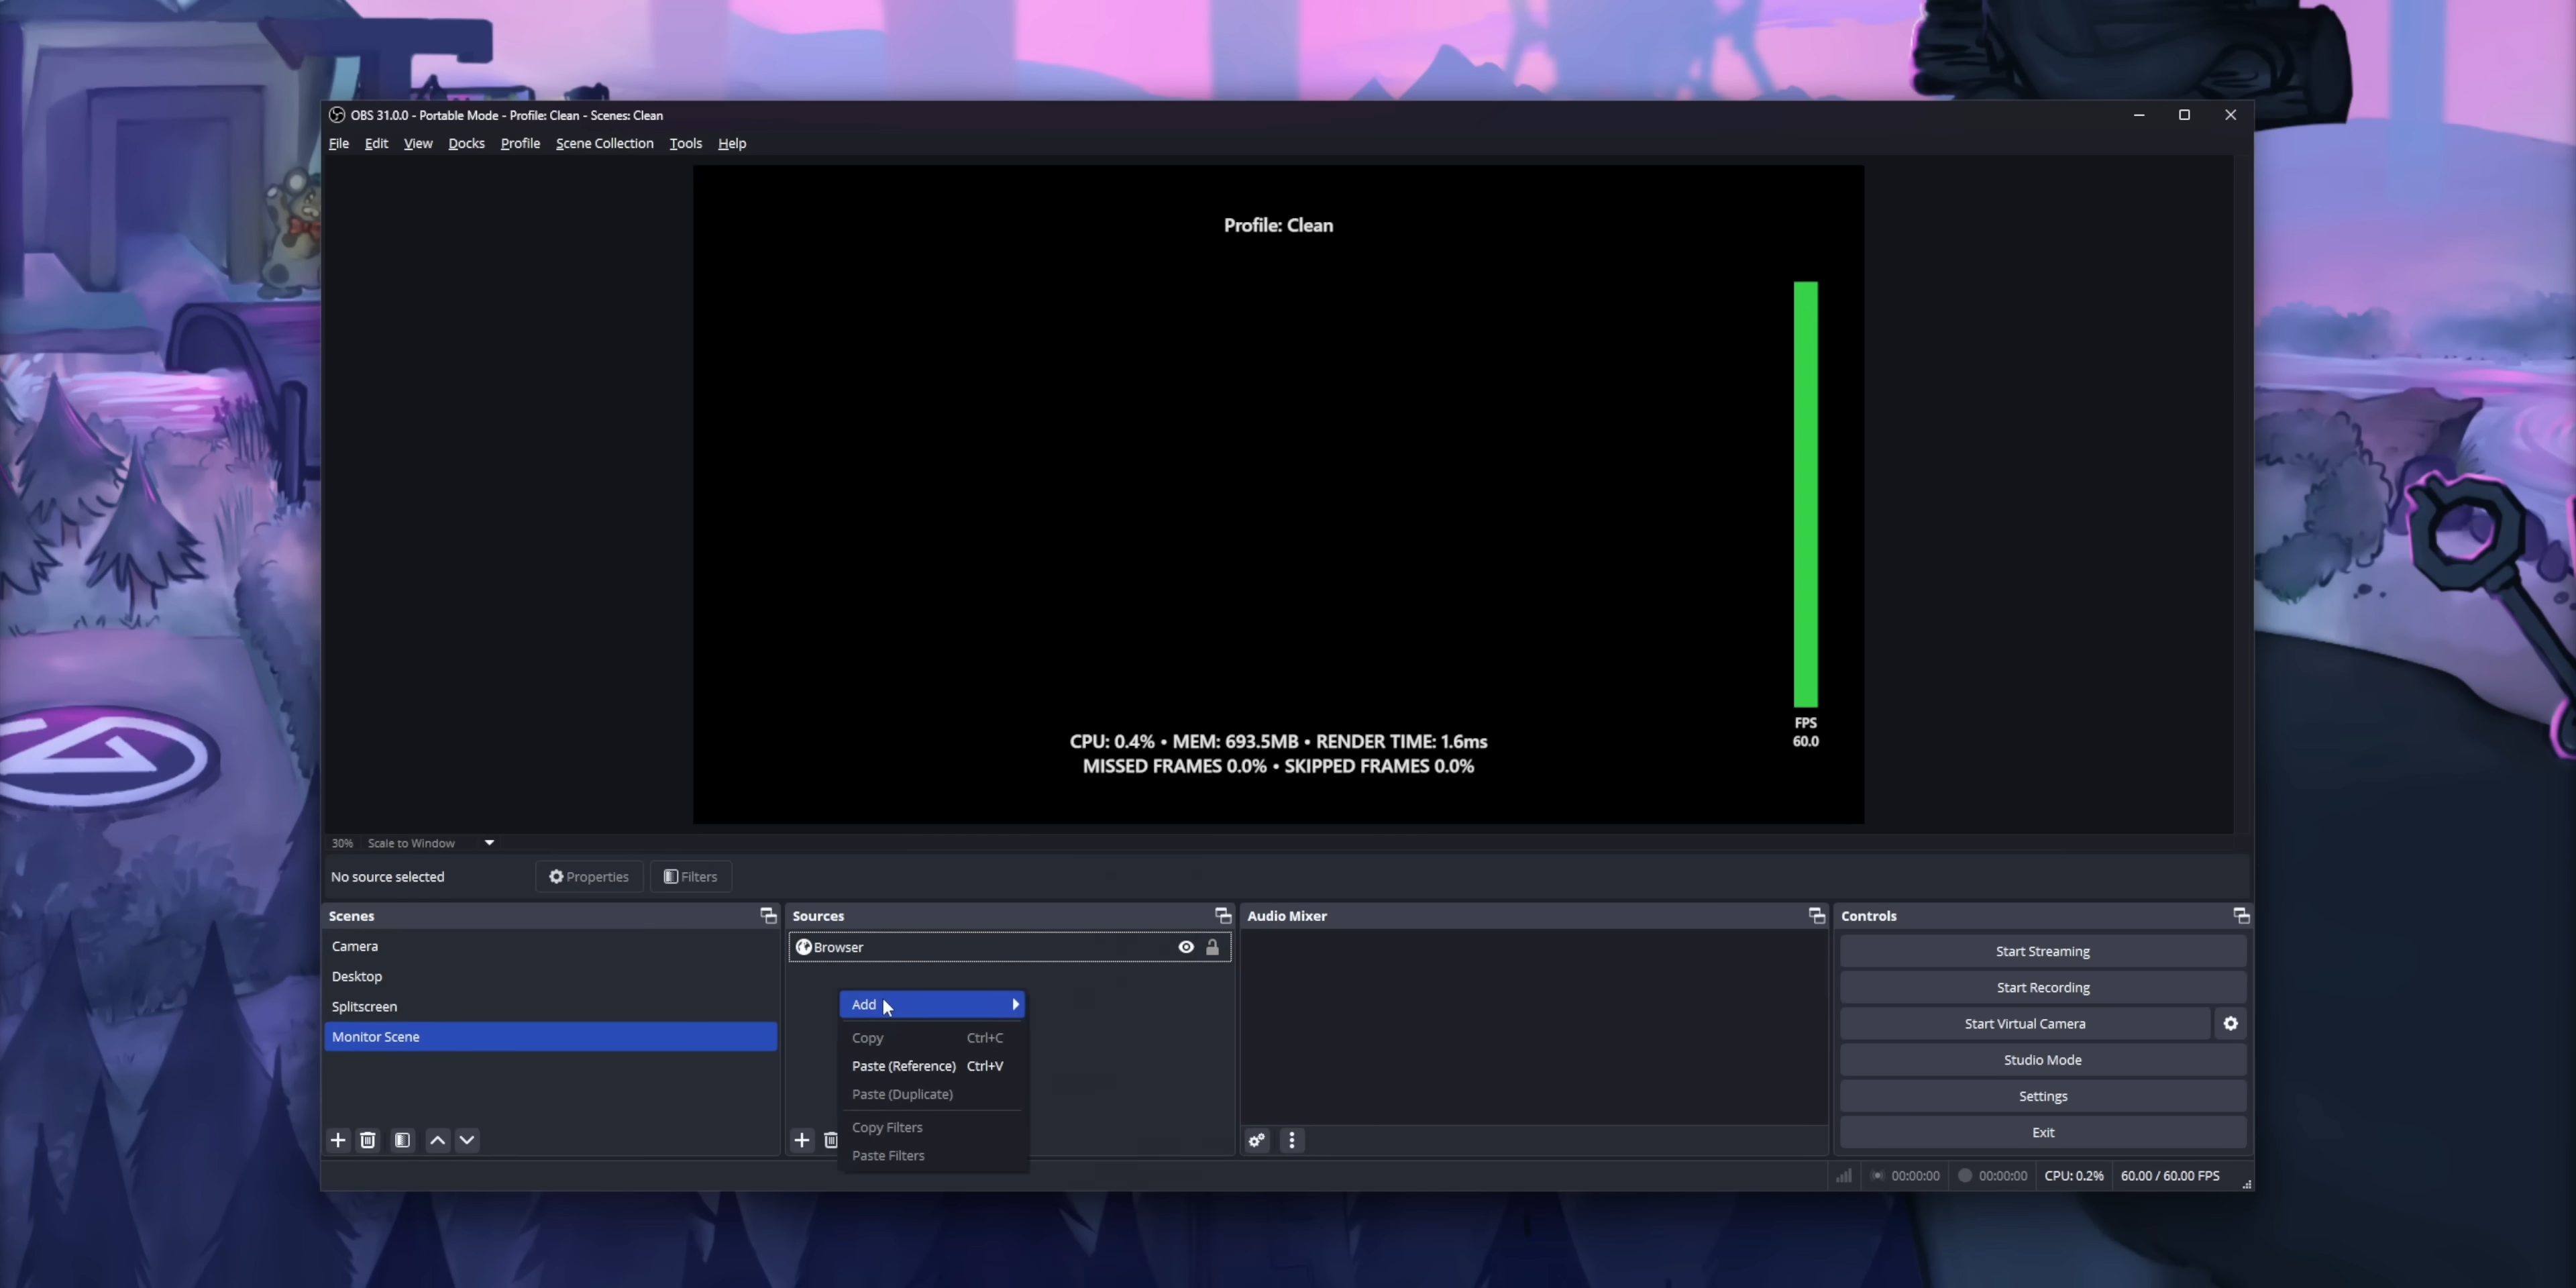 OBS 31.0.0 - Portable Mode - Profile: Clean - Scenes: Clean
File Edit View Docks Profile Scene Collection Tools Help
Profile: Clean
FPS
60.0
CPU: 0.4% • MEM: 693.5MB • RENDER TIME: 1.6ms
MISSED FRAMES 0.0% • SKIPPED FRAMES 0.0%
30% Scale to Window
No source selected Properties Filters
Scenes
Camera
Desktop
Splitscreen
Monitor Scene
Sources
Browser
Add
Copy Ctrl+C
Paste (Reference) Ctrl+V
Paste (Duplicate)
Copy Filters
Paste Filters
Audio Mixer
Controls
Start Streaming
Start Recording
Start Virtual Camera
Studio Mode
Settings
Exit
00:00:00 00:00:00 CPU: 0.2% 60.00 / 60.00 FPS